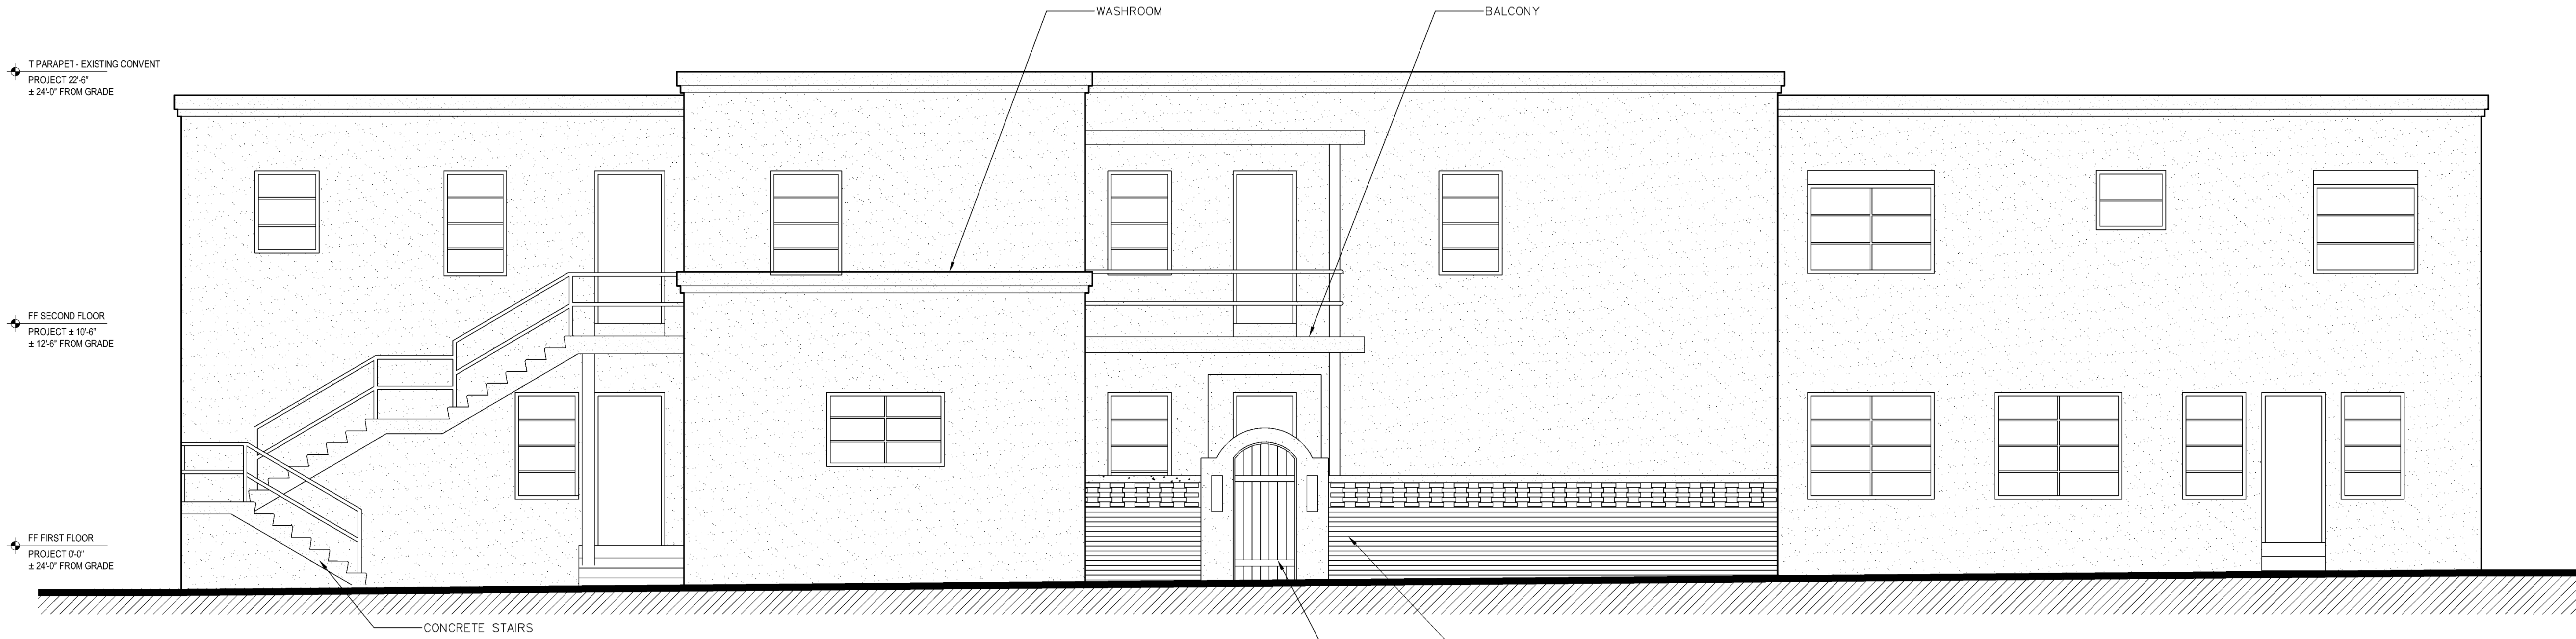 WASHROOM
BALCONY
T PARAPET - EXISTING CONVENT
PROJECT 22'-6"
± 24'-0" FROM GRADE
FF SECOND FLOOR
PROJECT ± 10'-6"
± 12'-6" FROM GRADE
FF FIRST FLOOR
PROJECT 0'-0"
± 24'-0" FROM GRADE
CONCRETE STAIRS